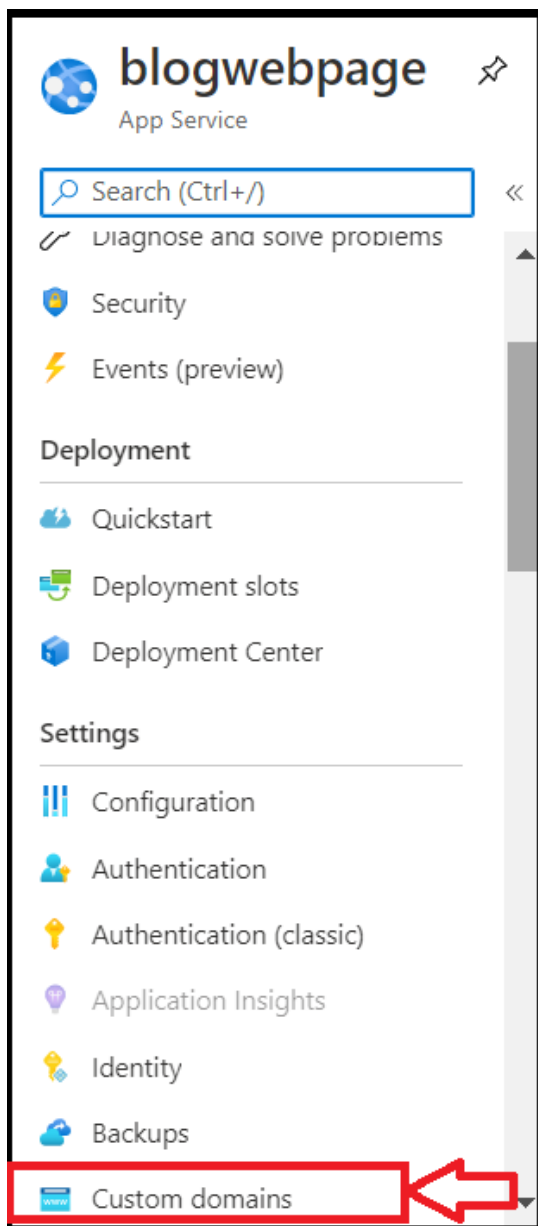 blogwebpage
App Service
Search (Ctrl+/)
Diagnose and solve problems
Security
Events (preview)
Deployment
Quickstart
Deployment slots
Deployment Center
Settings
Configuration
Authentication
Authentication (classic)
Application Insights
Identity
Backups
www
Custom domains